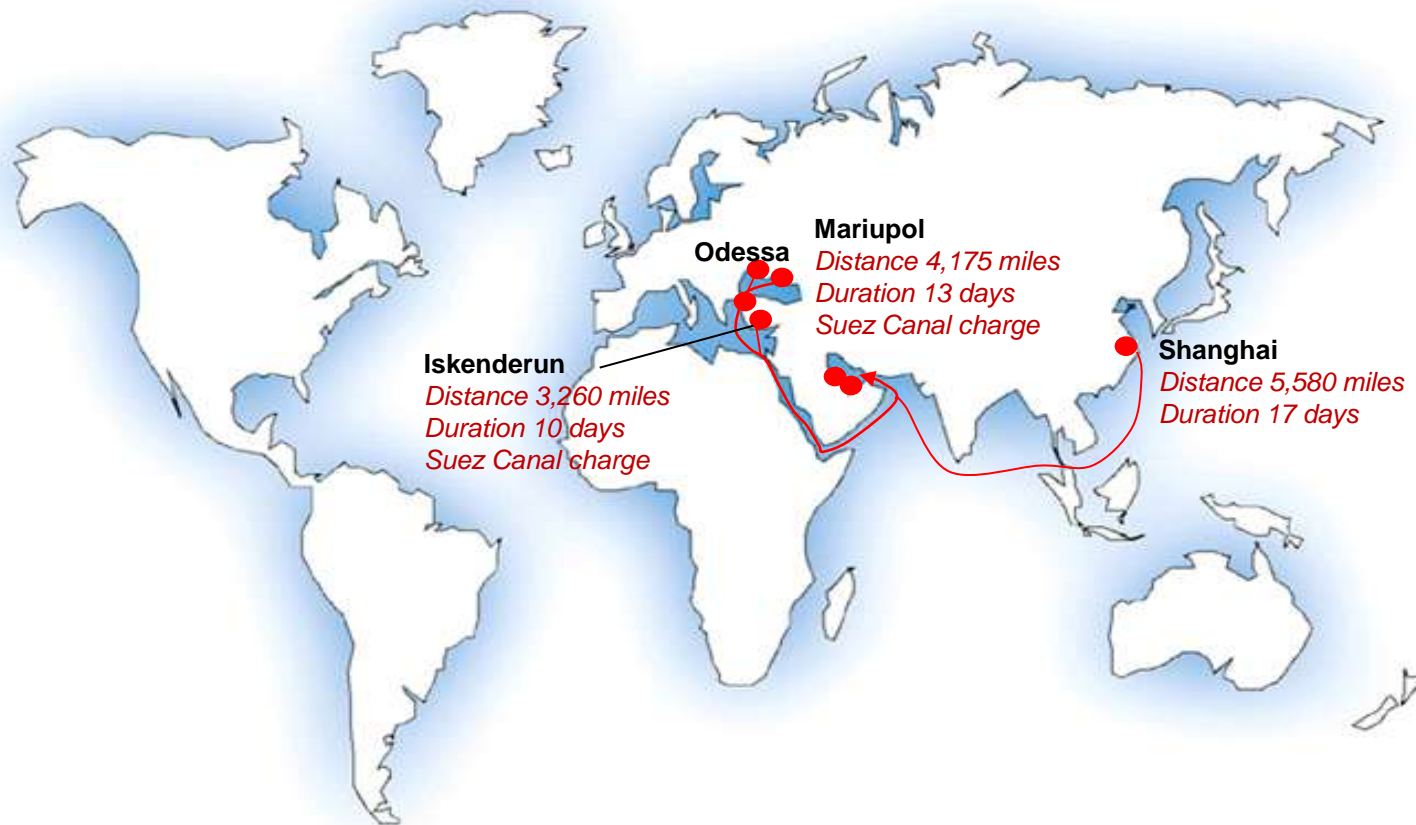 Odessa
Mariupol
Distance 4,175 miles
Duration 13 days
Suez Canal charge
Iskenderun
Distance 3,260 miles
Duration 10 days
Suez Canal charge
Shanghai
Distance 5,580 miles
Duration 17 days